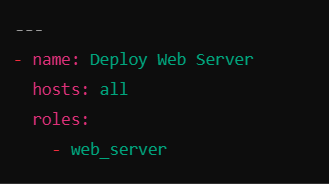 ---
- name: Deploy Web Server
  hosts: all
  roles:
    - web_server